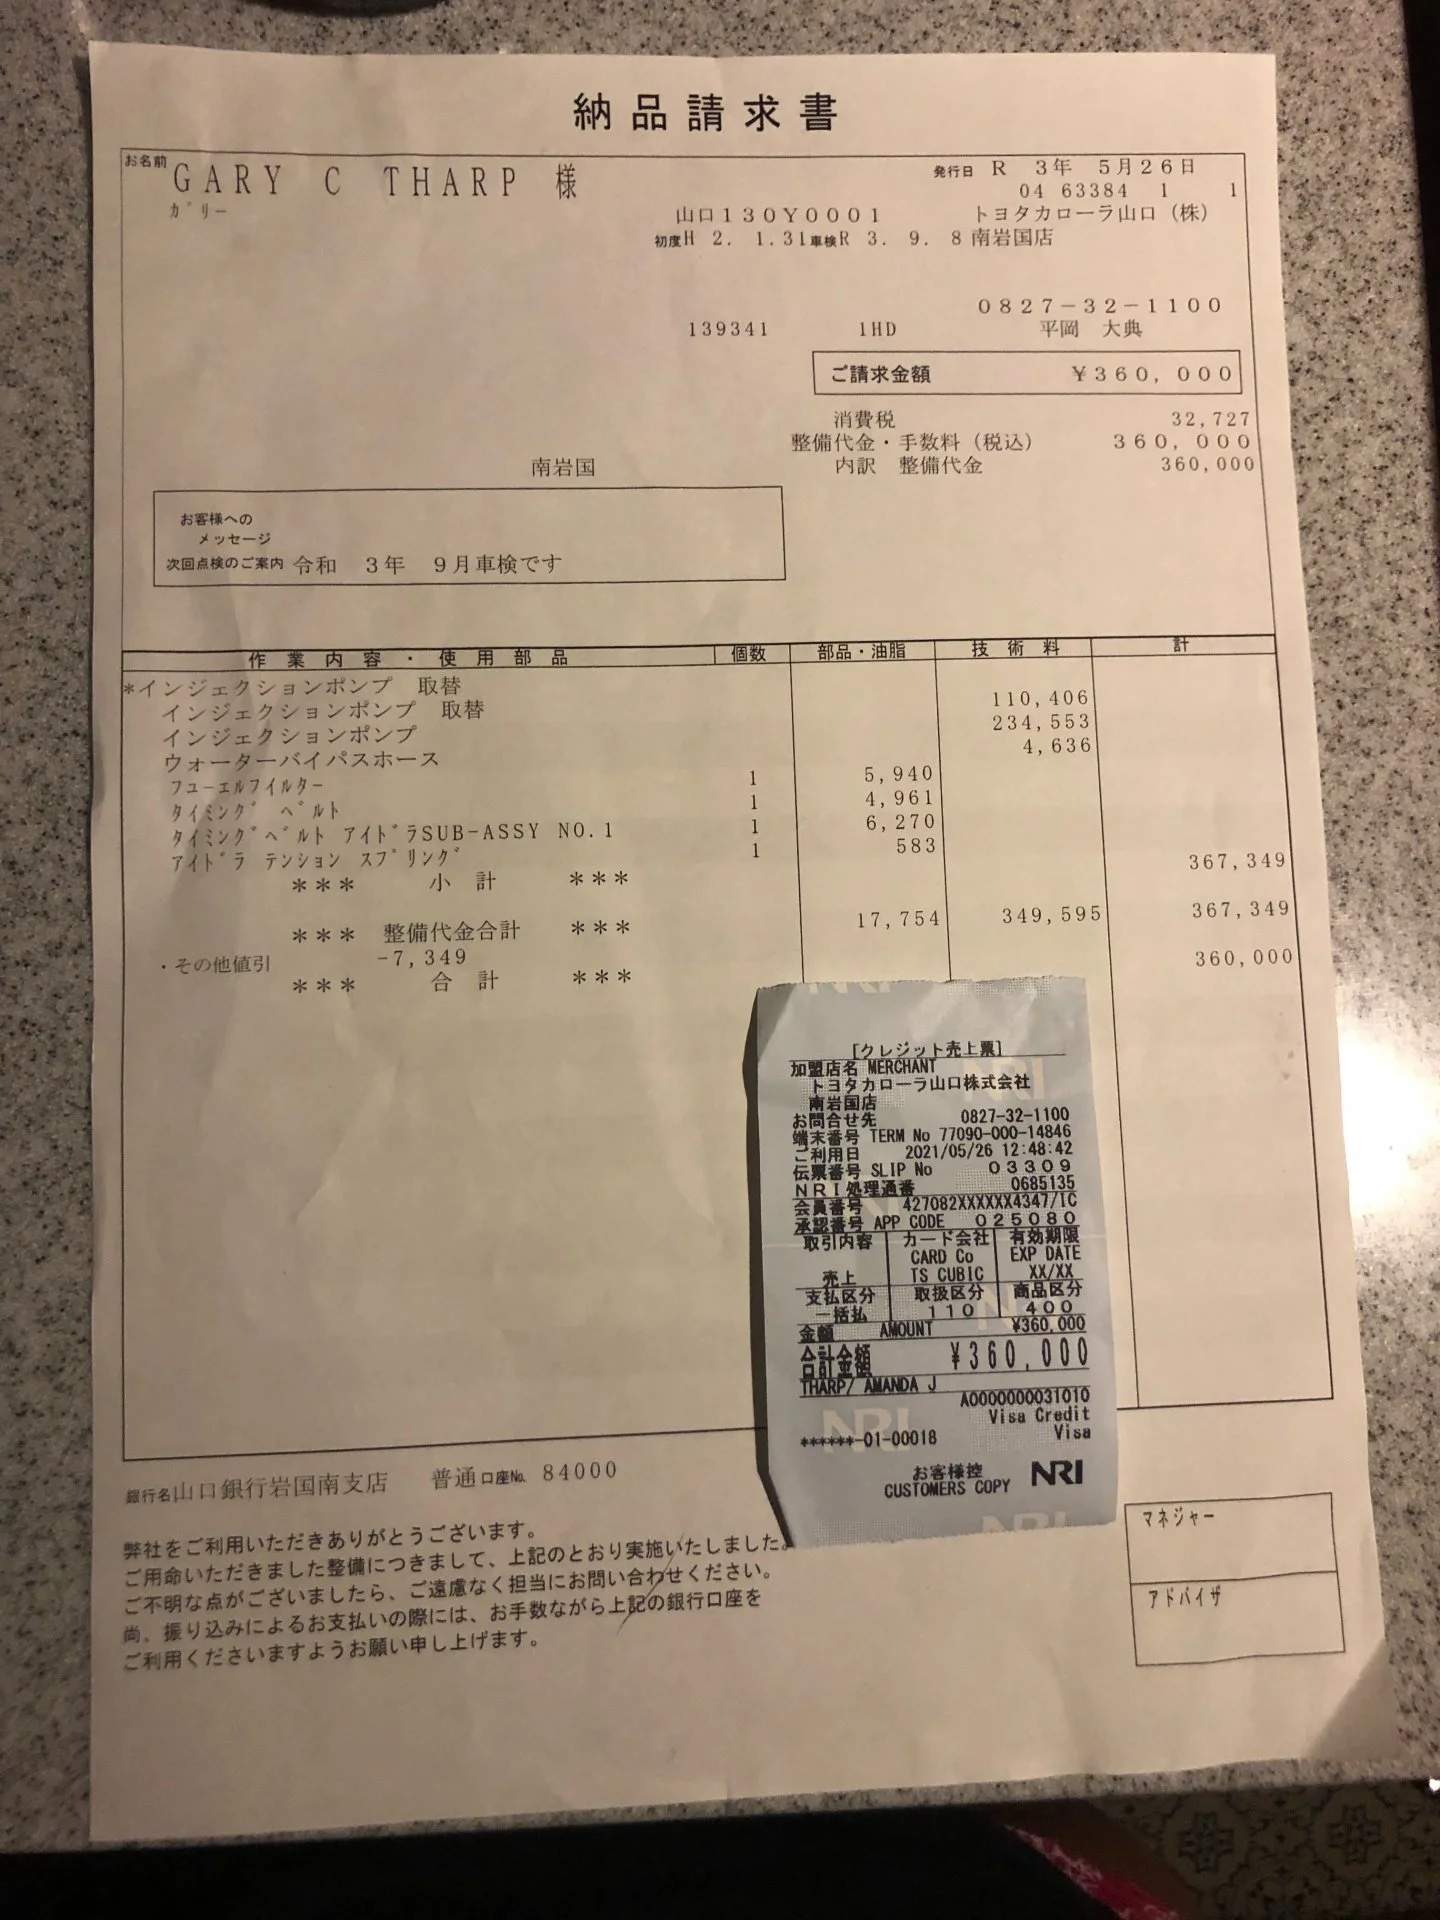 納品請求書
お名前 GARY C THARP 様
ガリー
発行日 R 3年 5月26日
04 63384 1 1
山口130Y0001 トヨタカローラ山口(株)
初度H 2. 1.31車検R 3. 9. 8 南岩国店
0827-32-1100
139341 1HD 平岡 大典
ご請求金額 ¥360,000
消費税 32,727
整備代金・手数料(税込) 360,000
内訳 整備代金 360,000
南岩国
お客様への
メッセージ
次回点検のご案内 令和 3年 9月車検です
作業内容・使用部品 個数 部品・油脂 技術料 計
*インジェクションポンプ 取替
インジェクションポンプ 取替 110,406
インジェクションポンプ 234,553
ウォーターバイパスホース 4,636
フユーエルフイルター 1 5,940
タイミング ベルト 1 4,961
タイミングベルト アイドラSUB-ASSY NO.1 1 6,270
アイドラ テンション スプリング 1 583
*** 小 計 *** 367,349
*** 整備代金合計 *** 17,754 349,595 367,349
・その他値引 -7,349
*** 合 計 *** 360,000
NRI
[クレジット売上票]
加盟店名 MERCHANT
トヨタカローラ山口株式会社
南岩国店
お問合せ先 0827-32-1100
端末番号 TERM No 77090-000-14846
ご利用日 2021/05/26 12:48:42
伝票番号 SLIP No 03309
NRI処理通番 0685135
会員番号 427082XXXXXX4347/IC
承認番号 APP CODE 025080
取引内容 カード会社 有効期限
CARD Co EXP DATE
売上 TS CUBIC XX/XX
支払区分 取扱区分 商品区分
一括払 110 400
金額 AMOUNT ¥360,000
合計金額 ¥360,000
THARP/ AMANDA J
A0000000031010
Visa Credit
Visa
******-01-00018
お客様控 NRI
CUSTOMERS COPY
銀行名山口銀行岩国南支店 普通口座No. 84000
弊社をご利用いただきありがとうございます。
ご用命いただきました整備につきまして、上記のとおり実施いたしました。
ご不明な点がございましたら、ご遠慮なく担当にお問い合わせください。
尚、振り込みによるお支払いの際には、お手数ながら上記の銀行口座を
ご利用くださいますようお願い申し上げます。
マネジャー
アドバイザ